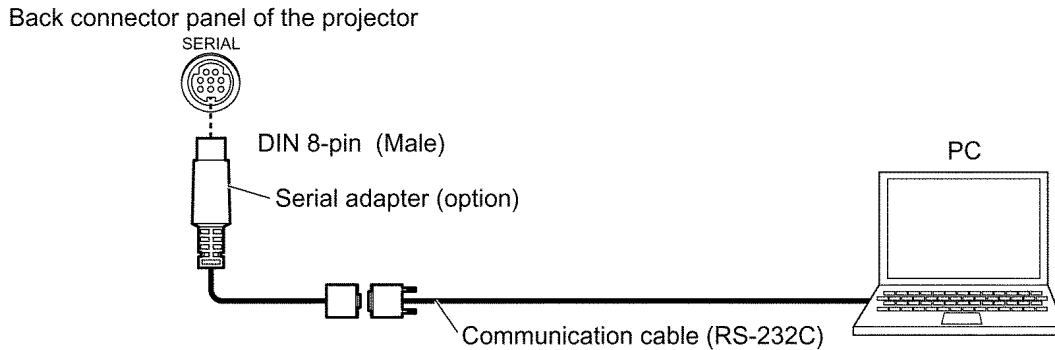 Back connector panel of the projector
SERIAL
DIN 8-pin (Male)
PC
Serial adapter (option)
Communication cable (RS-232C)